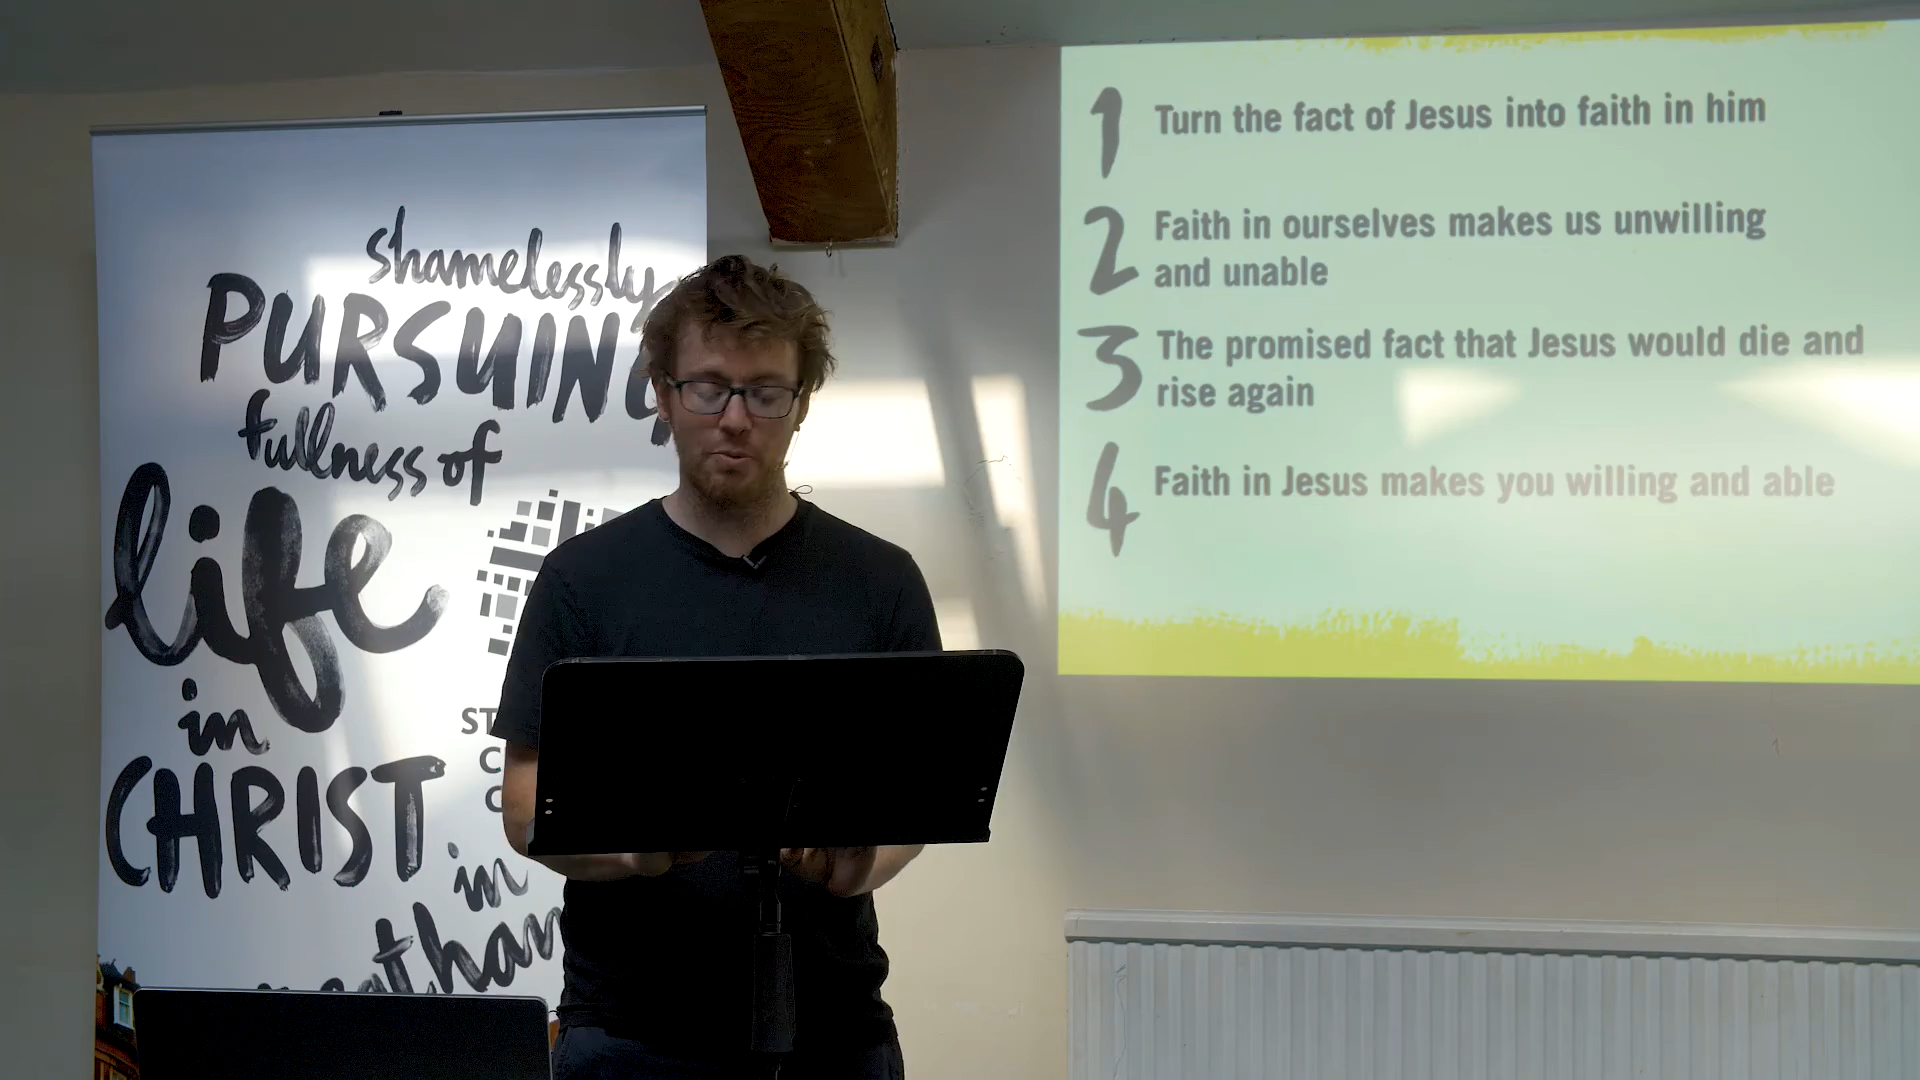 shamelessly
PURSUING
fullness of
life
in
CHRIST
in
1 Turn the fact of Jesus into faith in him
2 Faith in ourselves makes us unwilling
and unable
3 The promised fact that Jesus would die and
rise again
4 Faith in Jesus makes you willing and able